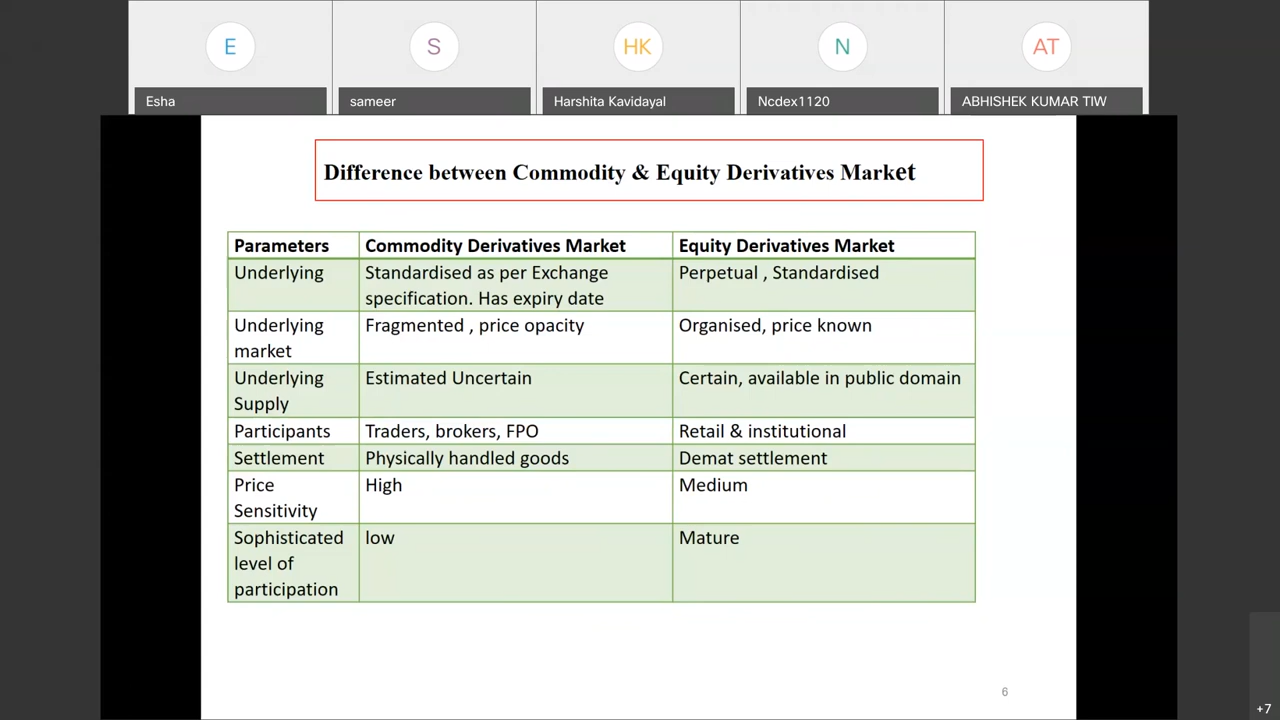 E
S
HK
N
AT
Esha
sameer
Harshita Kavidayal
Ncdex1120
ABHISHEK KUMAR TIW
Difference between Commodity & Equity Derivatives Market
Parameters Commodity Derivatives Market Equity Derivatives Market
Underlying Standardised as per Exchange Perpetual , Standardised
specification. Has expiry date
Underlying Fragmented , price opacity Organised, price known
market
Underlying Estimated Uncertain Certain, available in public domain
Supply
Participants Traders, brokers, FPO Retail & institutional
Settlement Physically handled goods Demat settlement
Price High Medium
Sensitivity
Sophisticated low Mature
level of
participation
6
+7